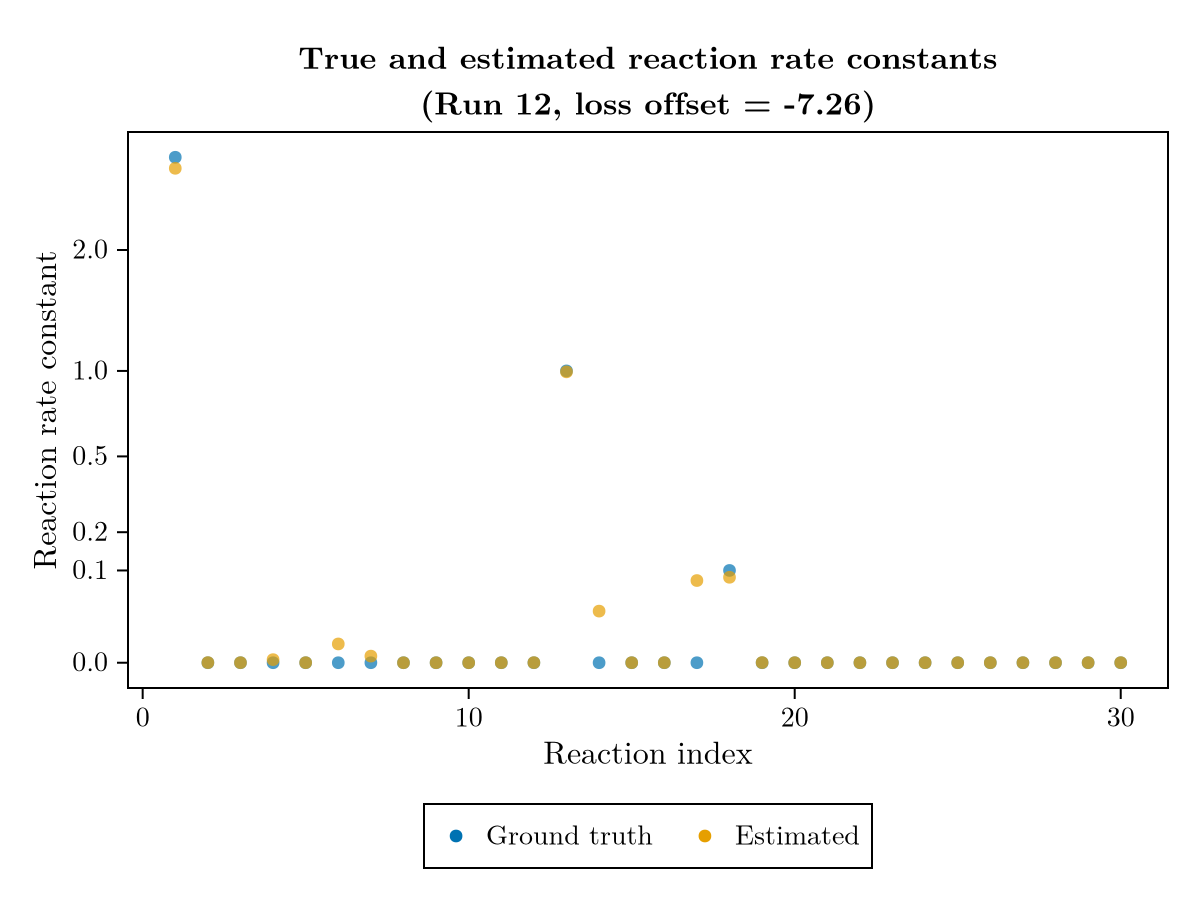 True and estimated reaction rate constants
(Run 12, loss offset = -7.26)
Reaction rate constant
2.0
1.0
0.5
0.2
0.1
0.0
0 10 20 30
Reaction index
Ground truth Estimated